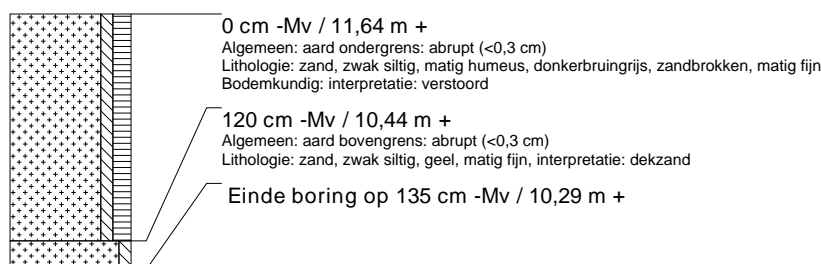 0 cm -Mv / 11,64 m +
Algemeen: aard ondergrens: abrupt (<0,3 cm)
Lithologie: zand, zwak siltig, matig humeus, donkerbruingrijs, zandbrokken, matig fijn
Bodemkundig: interpretatie: verstoord
120 cm -Mv / 10,44 m +
Algemeen: aard bovengrens: abrupt (<0,3 cm)
Lithologie: zand, zwak siltig, geel, matig fijn, interpretatie: dekzand
Einde boring op 135 cm -Mv / 10,29 m +